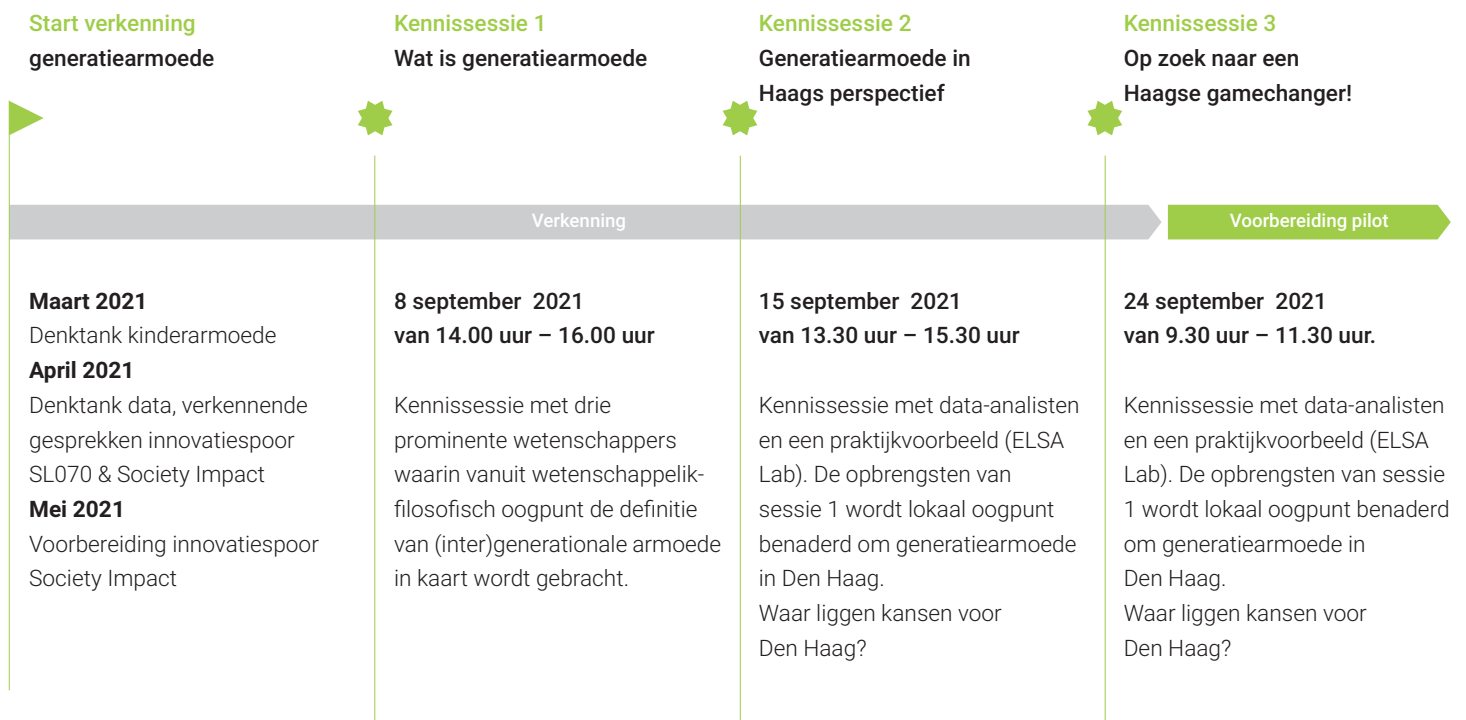 Start verkenning
generatiearmoede
Kennissessie 1
Wat is generatiearmoede
Kennissessie 2
Generatiearmoede in
Haags perspectief
Kennissessie 3
Op zoek naar een
Haagse gamechanger!
Verkenning
Voorbereiding pilot
Maart 2021
Denktank kinderarmoede
April 2021
Denktank data, verkennende
gesprekken innovatiespoor
SL070 & Society Impact
Mei 2021
Voorbereiding innovatiespoor
Society Impact
8 september  2021
van 14.00 uur – 16.00 uur
Kennissessie met drie
prominente wetenschappers
waarin vanuit wetenschappelik-
filosofisch oogpunt de definitie
van (inter)generationale armoede
in kaart wordt gebracht.
15 september  2021
van 13.30 uur – 15.30 uur
Kennissessie met data-analisten
en een praktijkvoorbeeld (ELSA
Lab). De opbrengsten van
sessie 1 wordt lokaal oogpunt
benaderd om generatiearmoede
in Den Haag.
Waar liggen kansen voor
Den Haag?
24 september  2021
van 9.30 uur – 11.30 uur.
Kennissessie met data-analisten
en een praktijkvoorbeeld (ELSA
Lab). De opbrengsten van sessie
1 wordt lokaal oogpunt benaderd
om generatiearmoede in
Den Haag.
Waar liggen kansen voor
Den Haag?